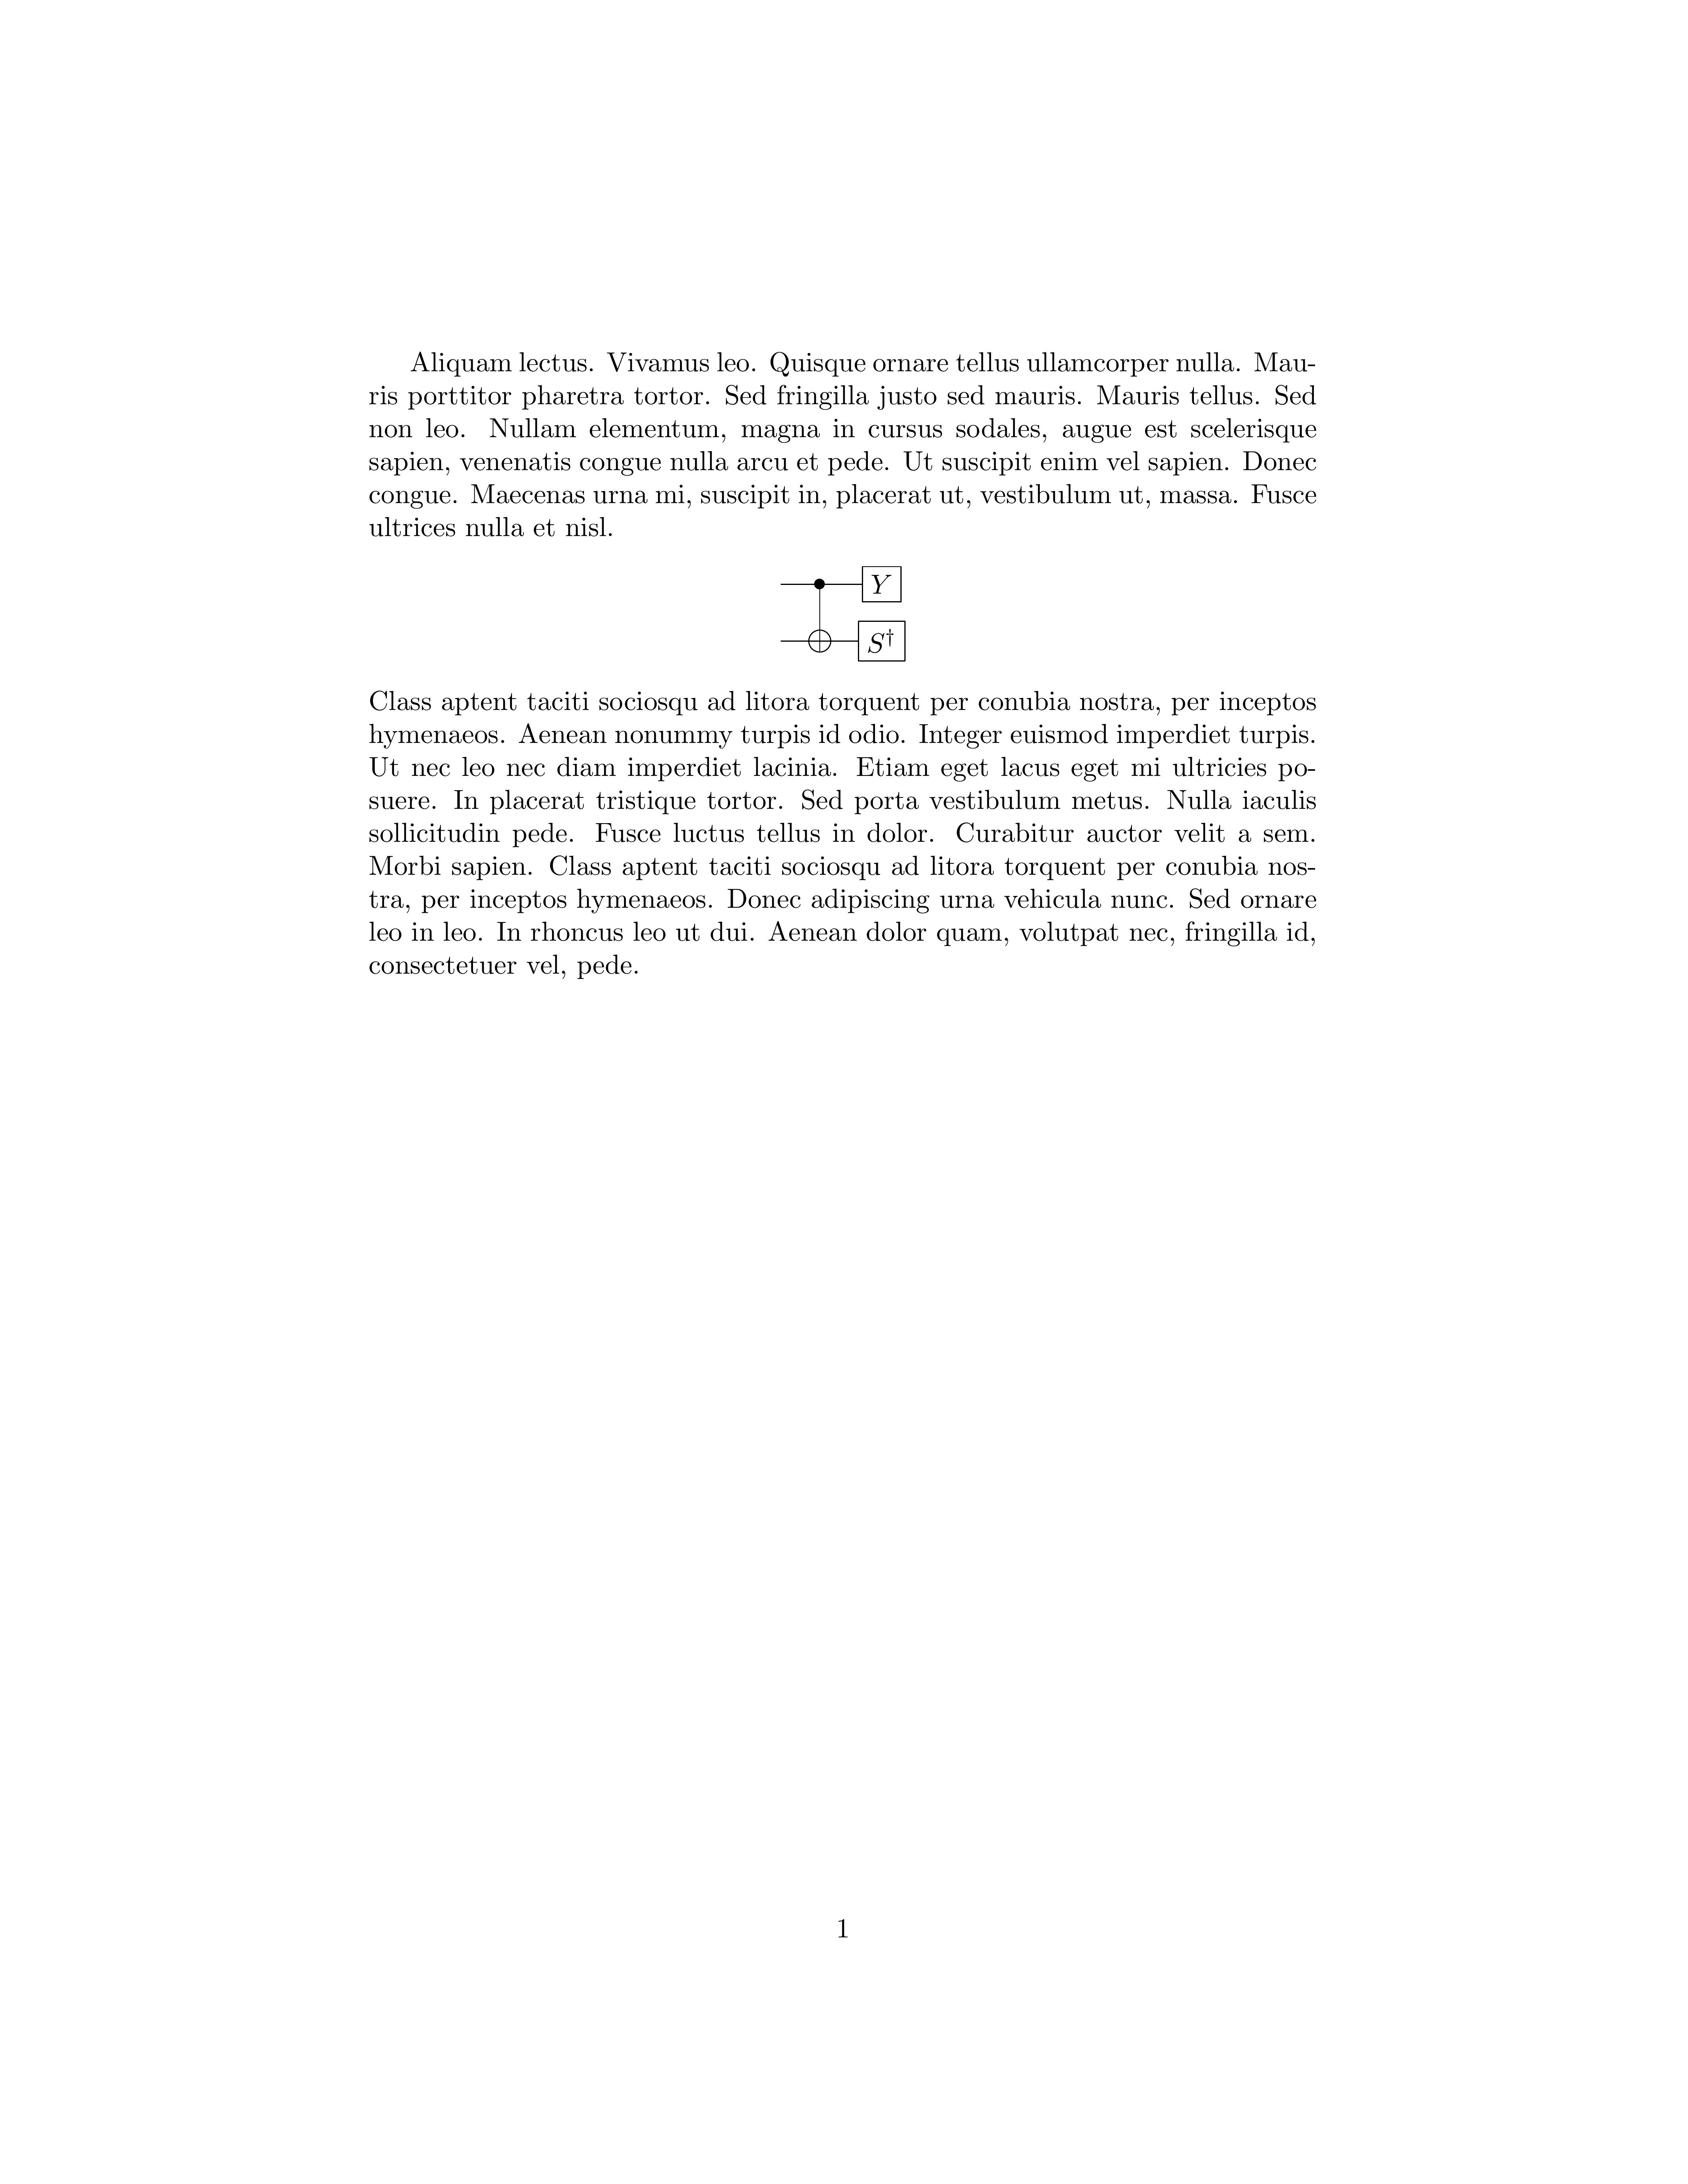 Aliquam lectus. Vivamus leo. Quisque ornare tellus ullamcorper nulla. Mau-
ris porttitor pharetra tortor. Sed fringilla justo sed mauris. Mauris tellus. Sed
non leo. Nullam elementum, magna in cursus sodales, augue est scelerisque
sapien, venenatis congue nulla arcu et pede. Ut suscipit enim vel sapien. Donec
congue. Maecenas urna mi, suscipit in, placerat ut, vestibulum ut, massa. Fusce
ultrices nulla et nisl.
Y
S†
Class aptent taciti sociosqu ad litora torquent per conubia nostra, per inceptos
hymenaeos. Aenean nonummy turpis id odio. Integer euismod imperdiet turpis.
Ut nec leo nec diam imperdiet lacinia. Etiam eget lacus eget mi ultricies po-
suere. In placerat tristique tortor. Sed porta vestibulum metus. Nulla iaculis
sollicitudin pede. Fusce luctus tellus in dolor. Curabitur auctor velit a sem.
Morbi sapien. Class aptent taciti sociosqu ad litora torquent per conubia nos-
tra, per inceptos hymenaeos. Donec adipiscing urna vehicula nunc. Sed ornare
leo in leo. In rhoncus leo ut dui. Aenean dolor quam, volutpat nec, fringilla id,
consectetuer vel, pede.
1